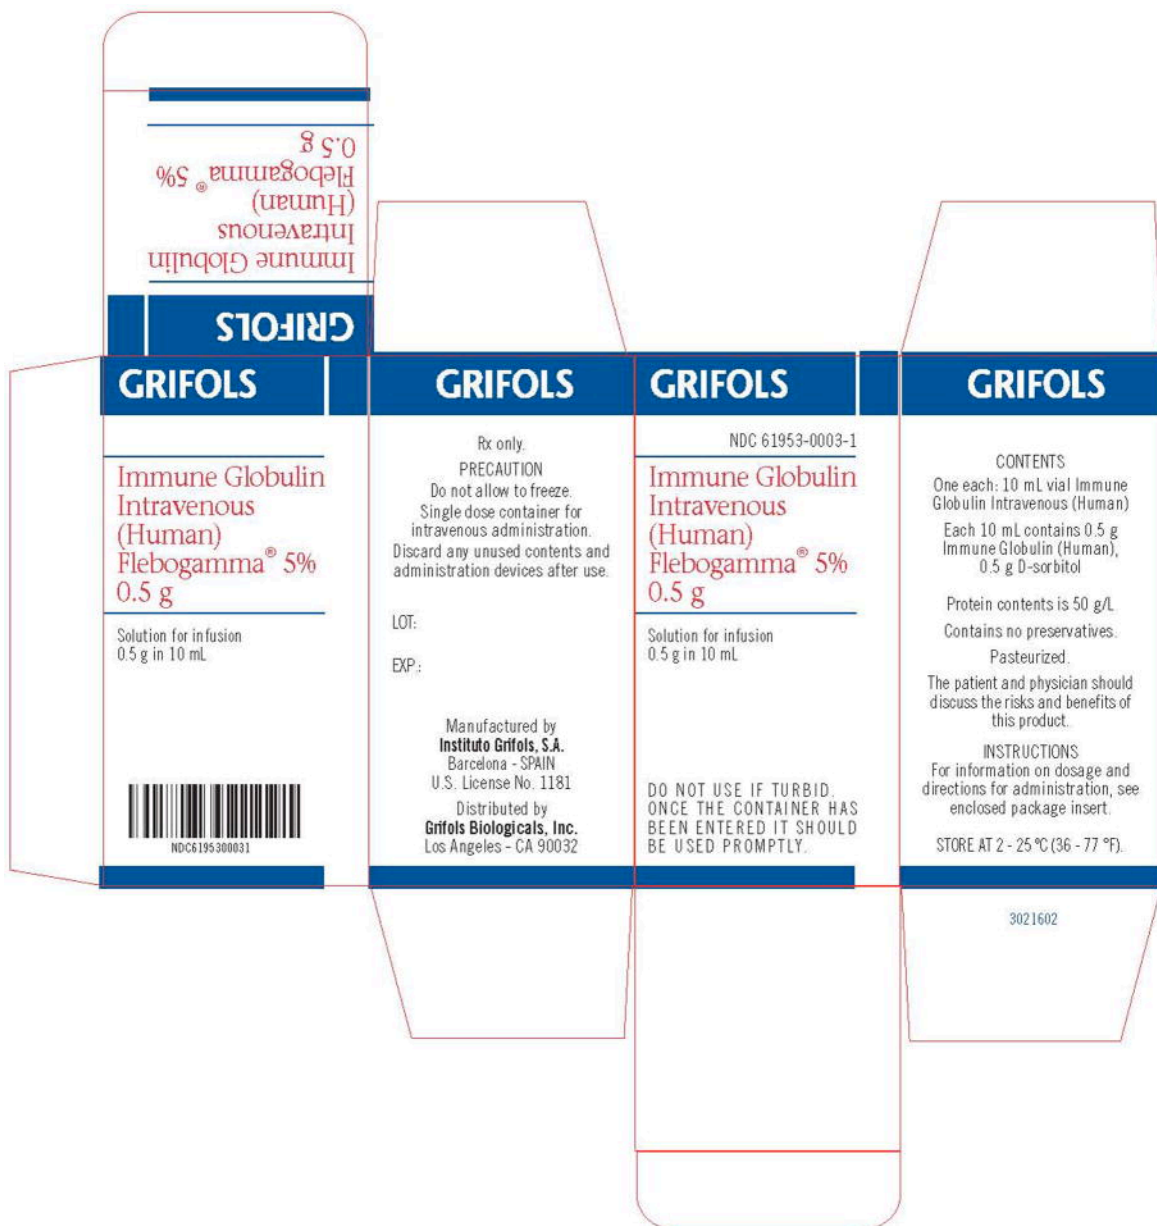 GRIFOLS
Immune Globulin
Intravenous
(Human)
Flebogamma® 5%
0.5 g
GRIFOLS
Immune Globulin
Intravenous
(Human)
Flebogamma® 5%
0.5 g
Solution for infusion
0.5 g in 10 mL
NDC6195300031
GRIFOLS
Rx only.
PRECAUTION
Do not allow to freeze.
Single dose container for
intravenous administration.
Discard any unused contents and
administration devices after use.
LOT:
EXP.:
Manufactured by
Instituto Grifols, S.A.
Barcelona - SPAIN
U.S. License No. 1181
Distributed by
Grifols Biologicals, Inc.
Los Angeles - CA 90032
GRIFOLS
NDC 61953-0003-1
Immune Globulin
Intravenous
(Human)
Flebogamma® 5%
0.5 g
Solution for infusion
0.5 g in 10 mL
DO NOT USE IF TURBID.
ONCE THE CONTAINER HAS
BEEN ENTERED IT SHOULD
BE USED PROMPTLY.
GRIFOLS
CONTENTS
One each: 10 mL vial Immune
Globulin Intravenous (Human)
Each 10 mL contains 0.5 g
Immune Globulin (Human),
0.5 g D-sorbitol
Protein contents is 50 g/L
Contains no preservatives.
Pasteurized.
The patient and physician should
discuss the risks and benefits of
this product.
INSTRUCTIONS
For information on dosage and
directions for administration, see
enclosed package insert.
STORE AT 2 - 25 ºC (36 - 77 °F).
3021602